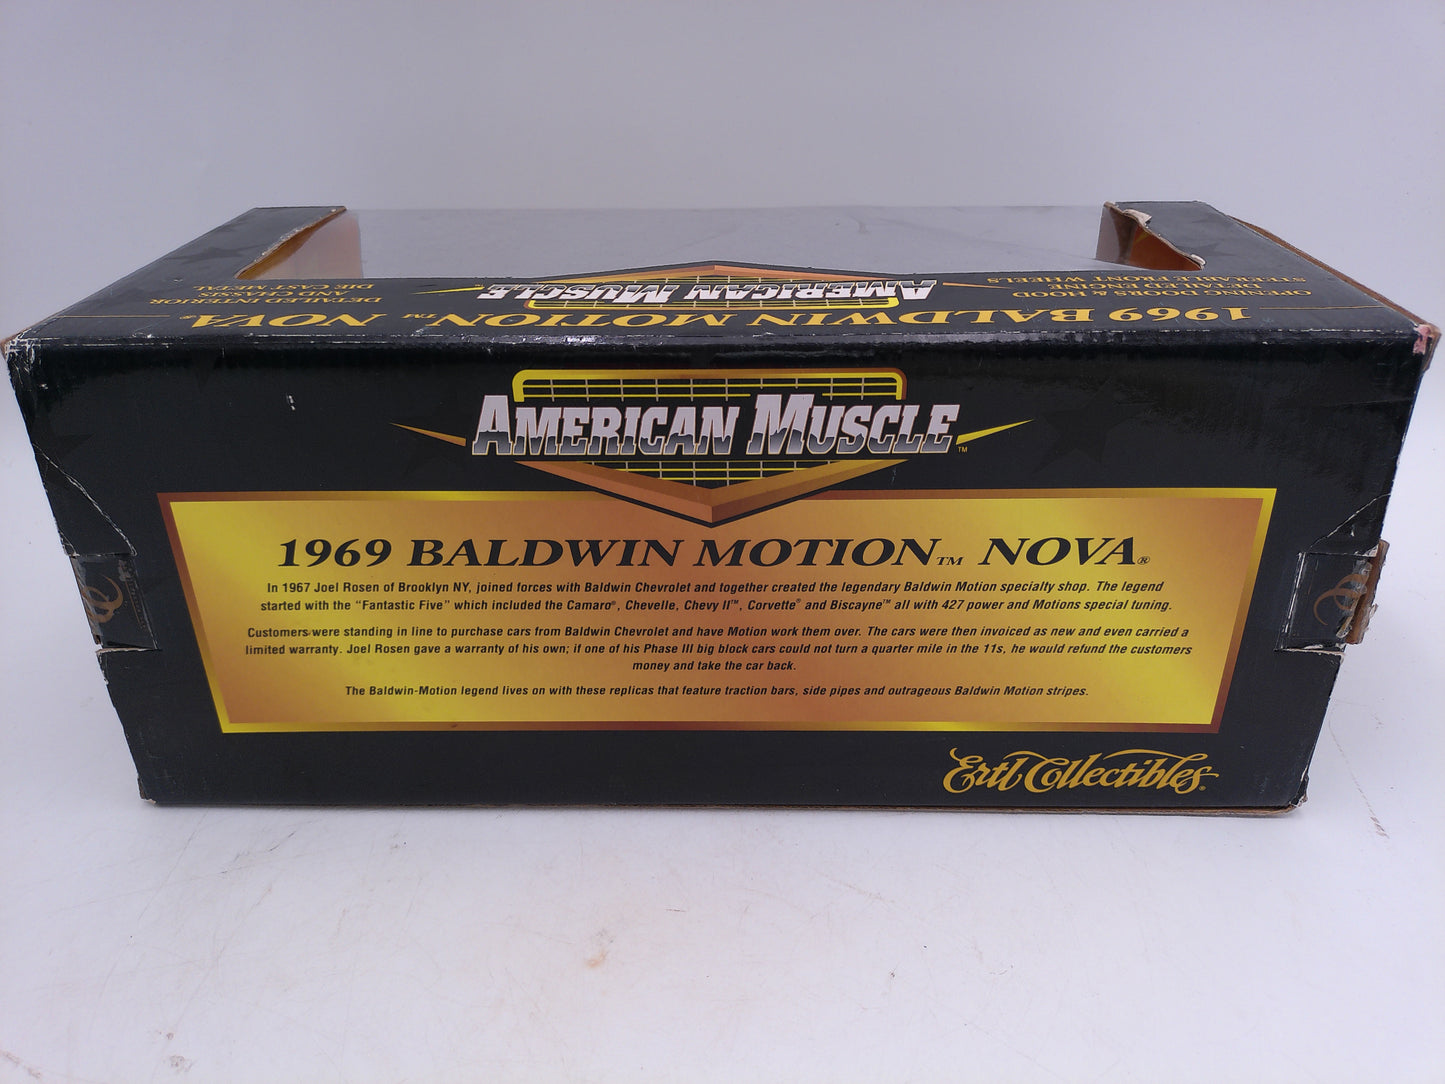 OPENING DOORS & HOOD
DETAILED ENGINE
STEERABLE FRONT WHEELS
AMERICAN MUSCLE
DETAILED INTERIOR
AND CHASSIS
DIE CAST METAL
1969 BALDWIN MOTION™ NOVA®
AMERICAN MUSCLE™
1969 BALDWIN MOTION™ NOVA®
In 1967 Joel Rosen of Brooklyn NY, joined forces with Baldwin Chevrolet and together created the legendary Baldwin Motion specialty shop. The legend
started with the "Fantastic Five" which included the Camaro®, Chevelle, Chevy II™, Corvette® and Biscayne™ all with 427 power and Motions special tuning.
Customers were standing in line to purchase cars from Baldwin Chevrolet and have Motion work them over. The cars were then invoiced as new and even carried a
limited warranty. Joel Rosen gave a warranty of his own; if one of his Phase III big block cars could not turn a quarter mile in the 11s, he would refund the customers
money and take the car back.
The Baldwin-Motion legend lives on with these replicas that feature traction bars, side pipes and outrageous Baldwin Motion stripes.
Ertl Collectibles®